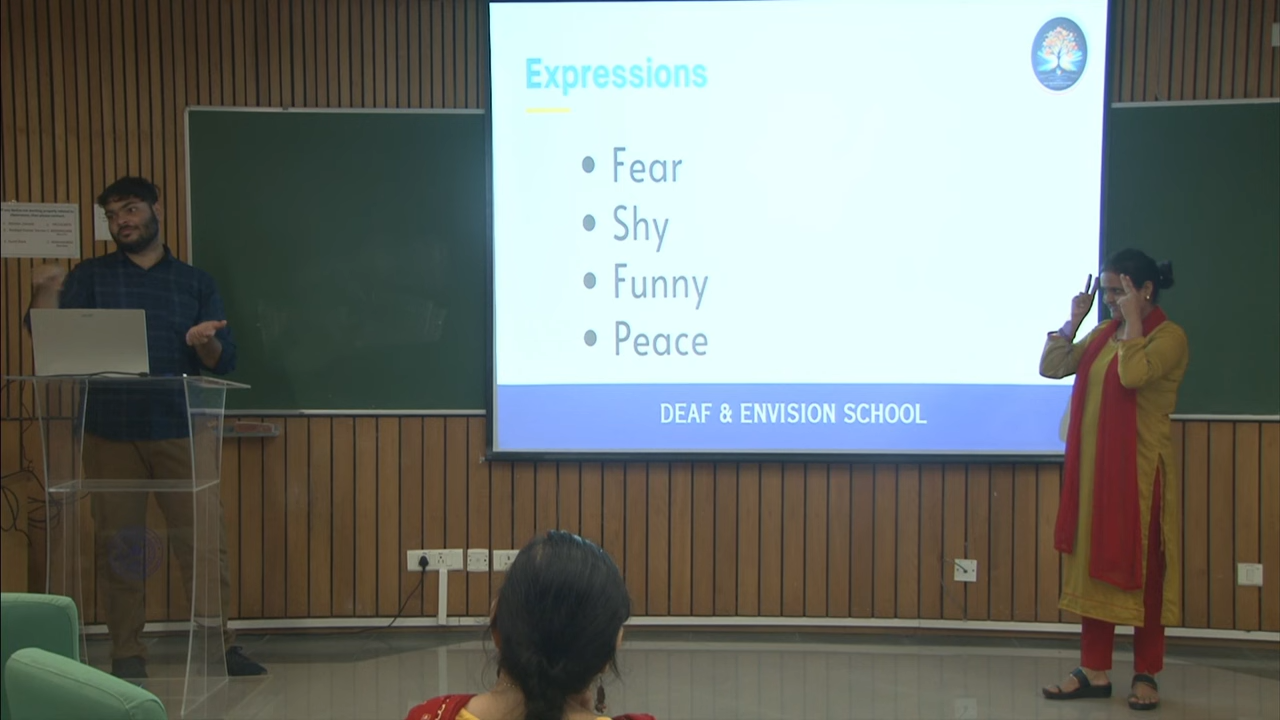 Expressions
• Fear
• Shy
• Funny
• Peace
DEAF & ENVISION SCHOOL